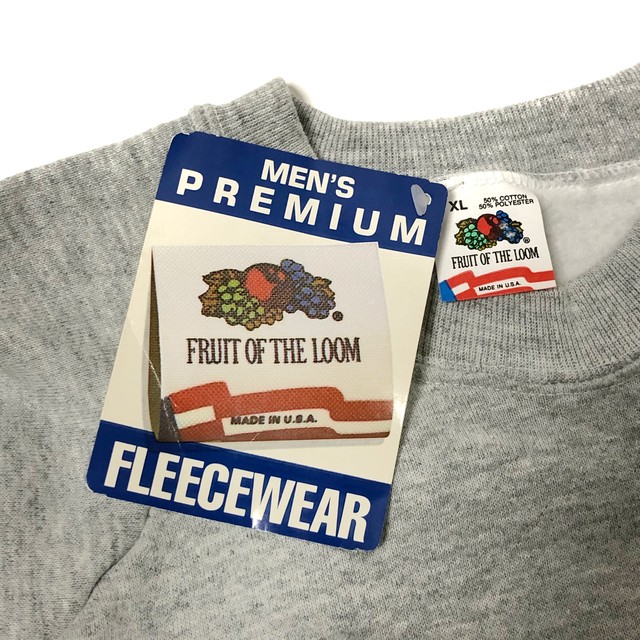 MEN'S
PREMIUM
®
FRUIT OF THE LOOM
MADE IN U.S.A.
FLEECEWEAR
XL
50% COTTON
50% POLYESTER
®
FRUIT OF THE LOOM
MADE IN U.S.A.